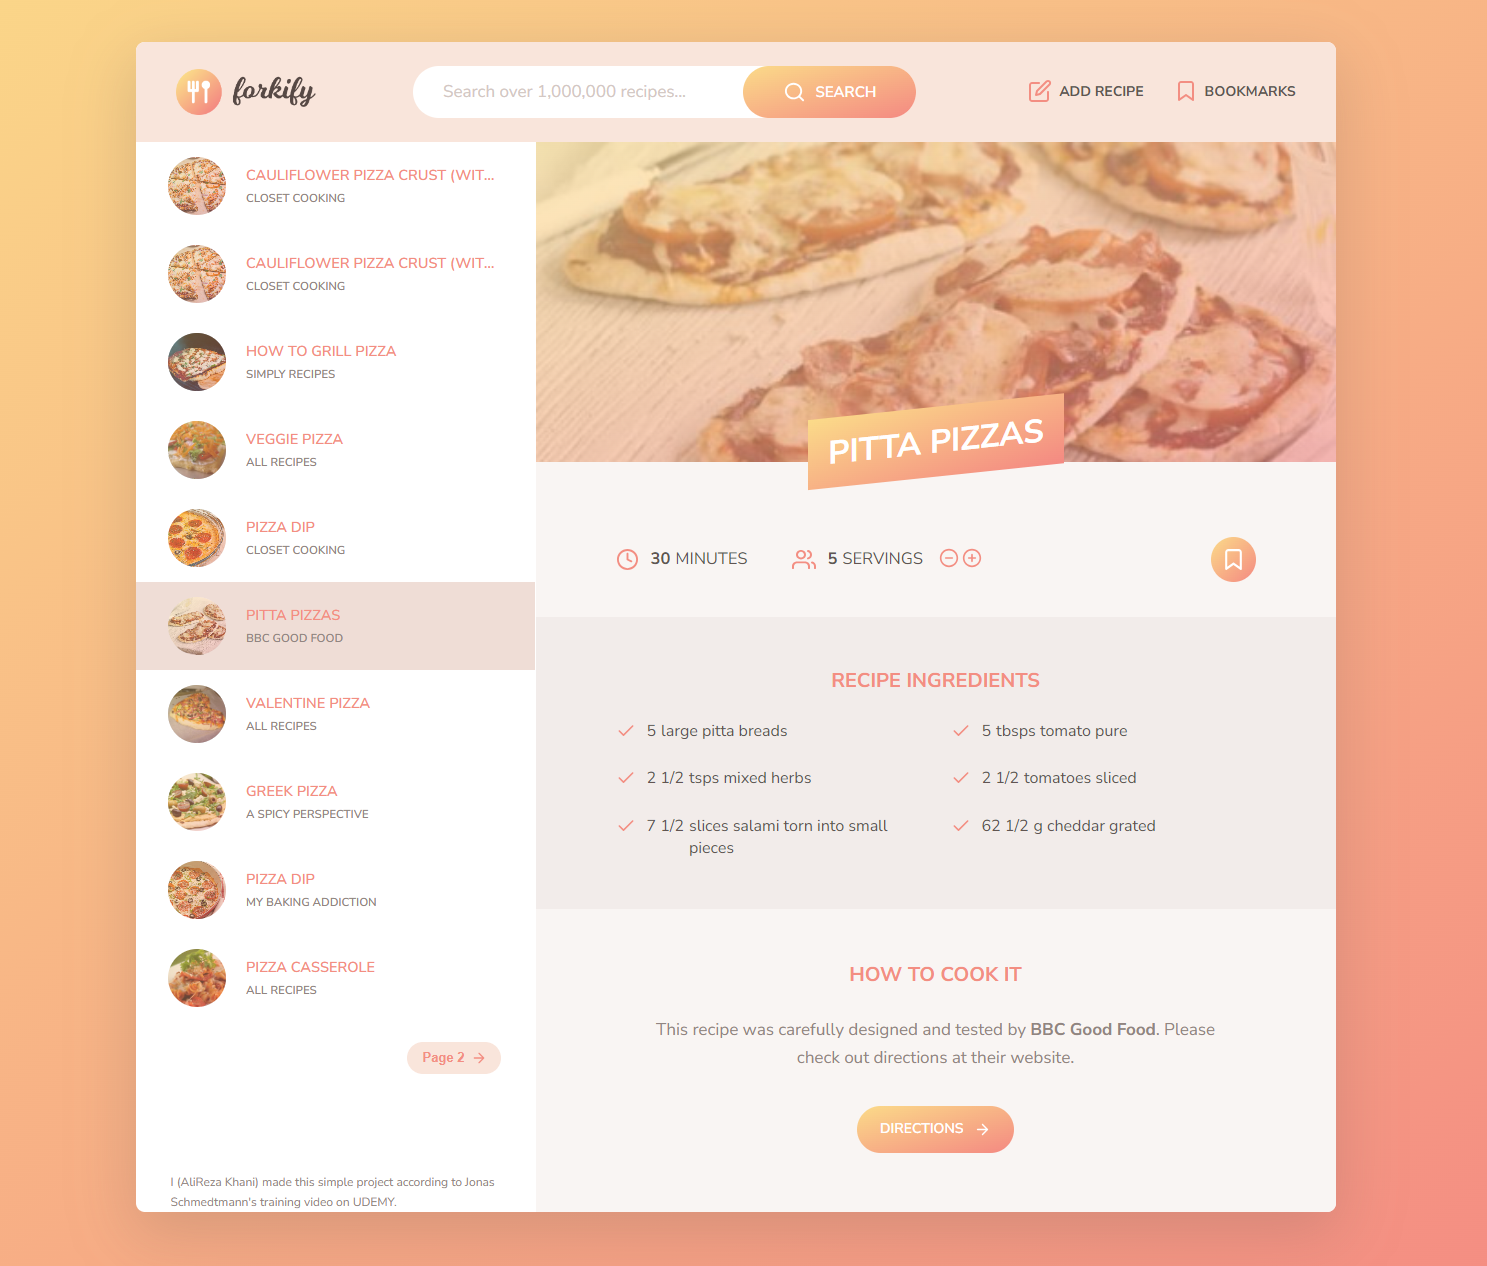 forkify
Search over 1,000,000 recipes...
SEARCH
ADD RECIPE
BOOKMARKS
CAULIFLOWER PIZZA CRUST (WIT...
CLOSET COOKING
CAULIFLOWER PIZZA CRUST (WIT...
CLOSET COOKING
HOW TO GRILL PIZZA
SIMPLY RECIPES
VEGGIE PIZZA
ALL RECIPES
PIZZA DIP
CLOSET COOKING
PITTA PIZZAS
BBC GOOD FOOD
VALENTINE PIZZA
ALL RECIPES
GREEK PIZZA
A SPICY PERSPECTIVE
PIZZA DIP
MY BAKING ADDICTION
PIZZA CASSEROLE
ALL RECIPES
Page 2
I (AliReza Khani) made this simple project according to Jonas
Schmedtmann's training video on UDEMY.
PITTA PIZZAS
30 MINUTES
5 SERVINGS
RECIPE INGREDIENTS
5 large pitta breads
5 tbsps tomato pure
2 1/2 tsps mixed herbs
2 1/2 tomatoes sliced
7 1/2 slices salami torn into small
pieces
62 1/2 g cheddar grated
HOW TO COOK IT
This recipe was carefully designed and tested by BBC Good Food. Please
check out directions at their website.
DIRECTIONS